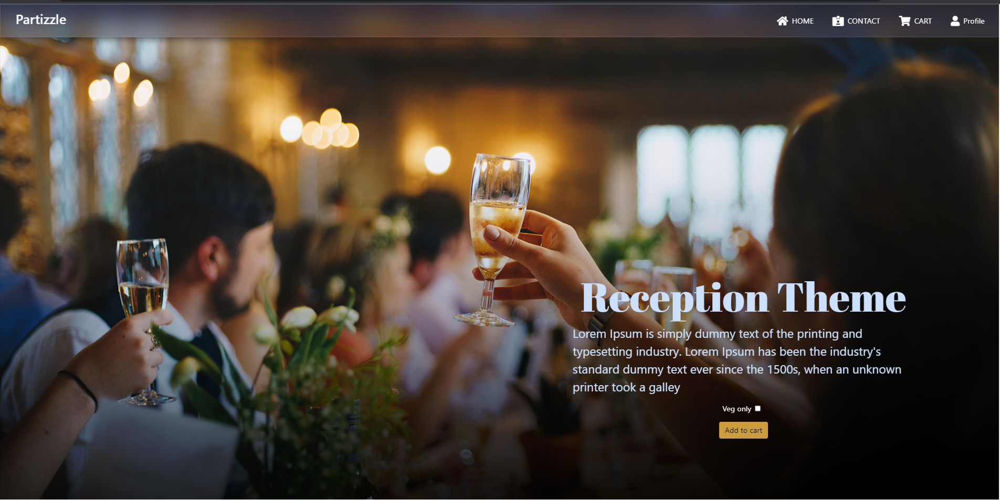 Partizzle
HOME
CONTACT
CART
Profile
Reception Theme
Lorem Ipsum is simply dummy text of the printing and
typesetting industry. Lorem Ipsum has been the industry's
standard dummy text ever since the 1500s, when an unknown
printer took a galley
Veg only
Add to cart